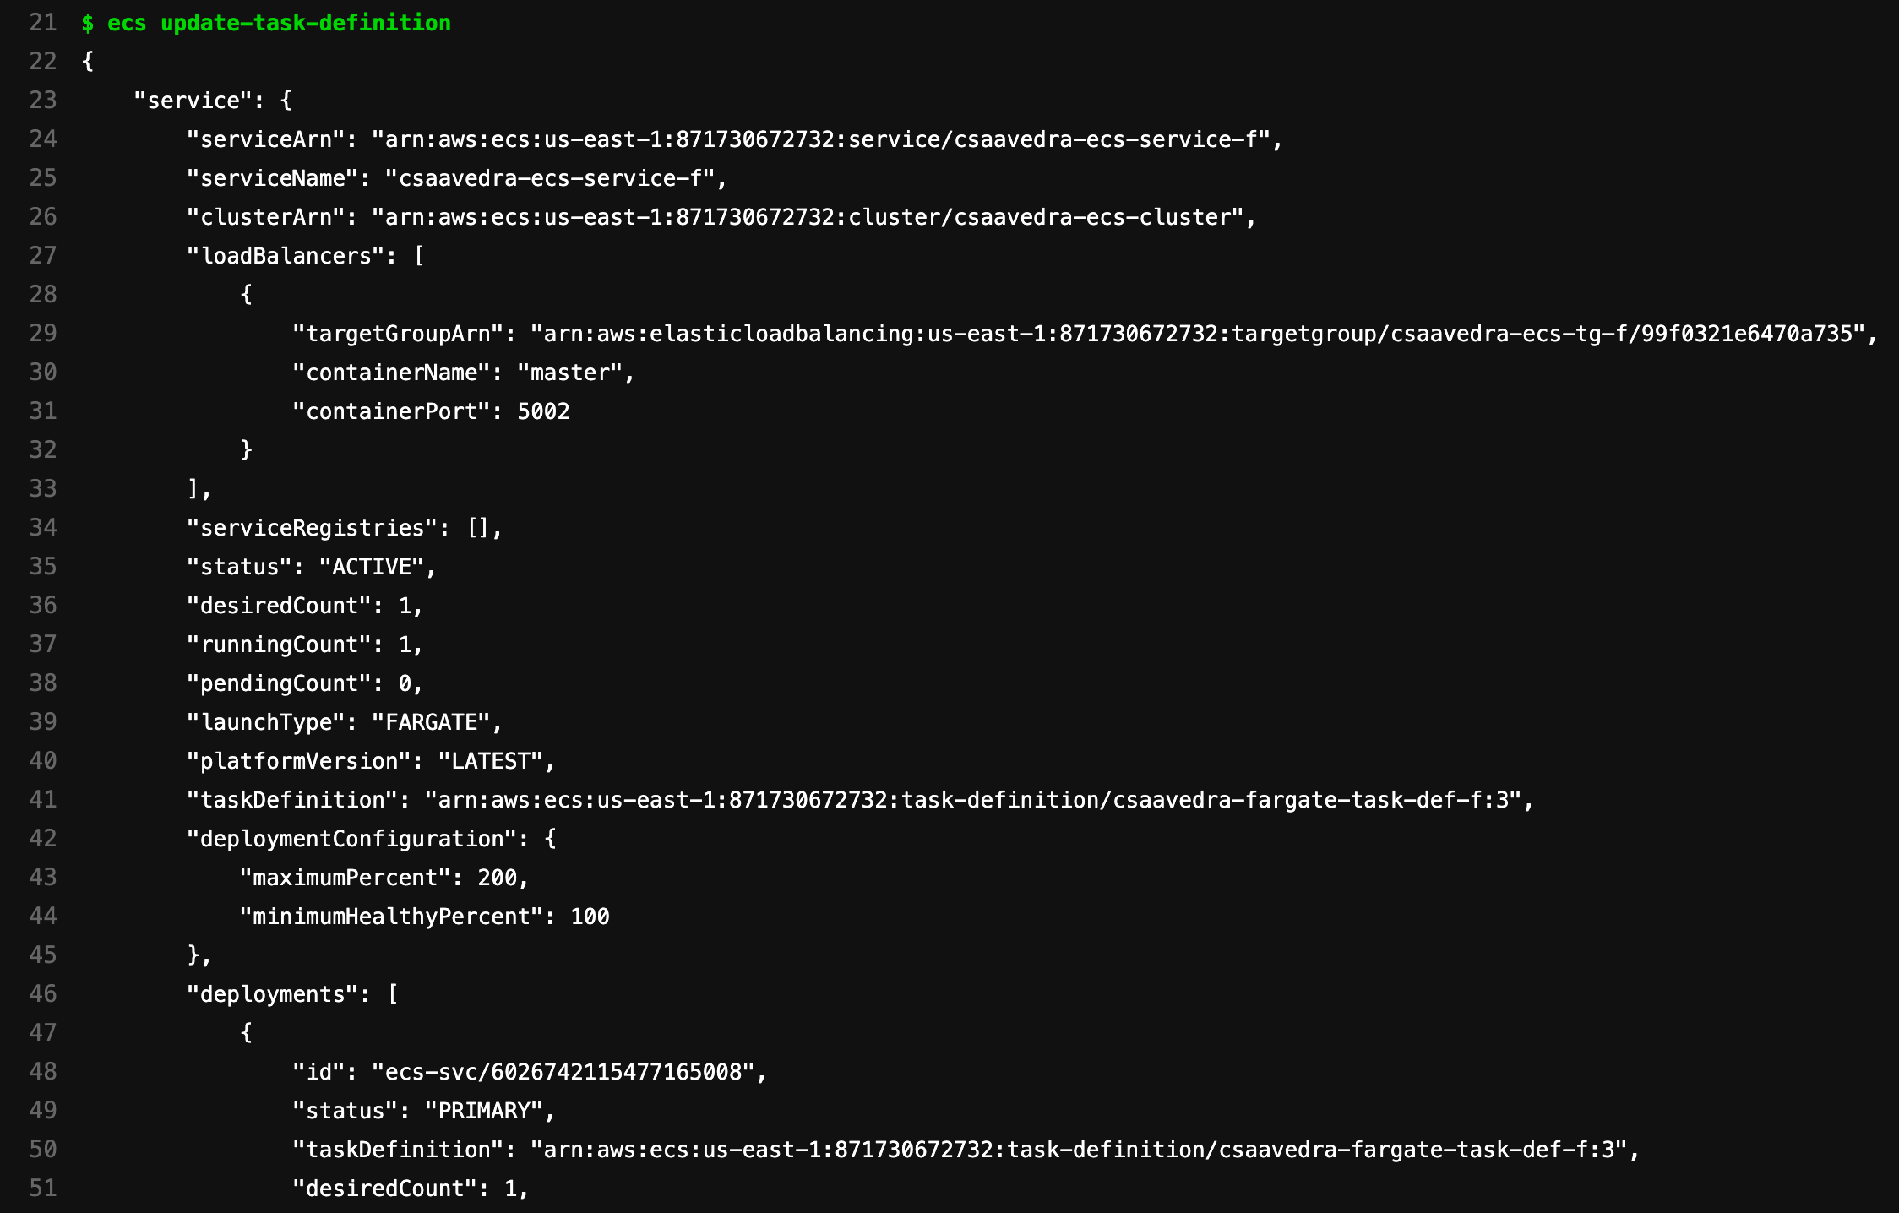 21 $ ecs update-task-definition
22 {
23     "service": {
24         "serviceArn": "arn:aws:ecs:us-east-1:871730672732:service/csaavedra-ecs-service-f",
25         "serviceName": "csaavedra-ecs-service-f",
26         "clusterArn": "arn:aws:ecs:us-east-1:871730672732:cluster/csaavedra-ecs-cluster",
27         "loadBalancers": [
28             {
29                 "targetGroupArn": "arn:aws:elasticloadbalancing:us-east-1:871730672732:targetgroup/csaavedra-ecs-tg-f/99f0321e6470a735",
30                 "containerName": "master",
31                 "containerPort": 5002
32             }
33         ],
34         "serviceRegistries": [],
35         "status": "ACTIVE",
36         "desiredCount": 1,
37         "runningCount": 1,
38         "pendingCount": 0,
39         "launchType": "FARGATE",
40         "platformVersion": "LATEST",
41         "taskDefinition": "arn:aws:ecs:us-east-1:871730672732:task-definition/csaavedra-fargate-task-def-f:3",
42         "deploymentConfiguration": {
43             "maximumPercent": 200,
44             "minimumHealthyPercent": 100
45         },
46         "deployments": [
47             {
48                 "id": "ecs-svc/6026742115477165008",
49                 "status": "PRIMARY",
50                 "taskDefinition": "arn:aws:ecs:us-east-1:871730672732:task-definition/csaavedra-fargate-task-def-f:3",
51                 "desiredCount": 1,